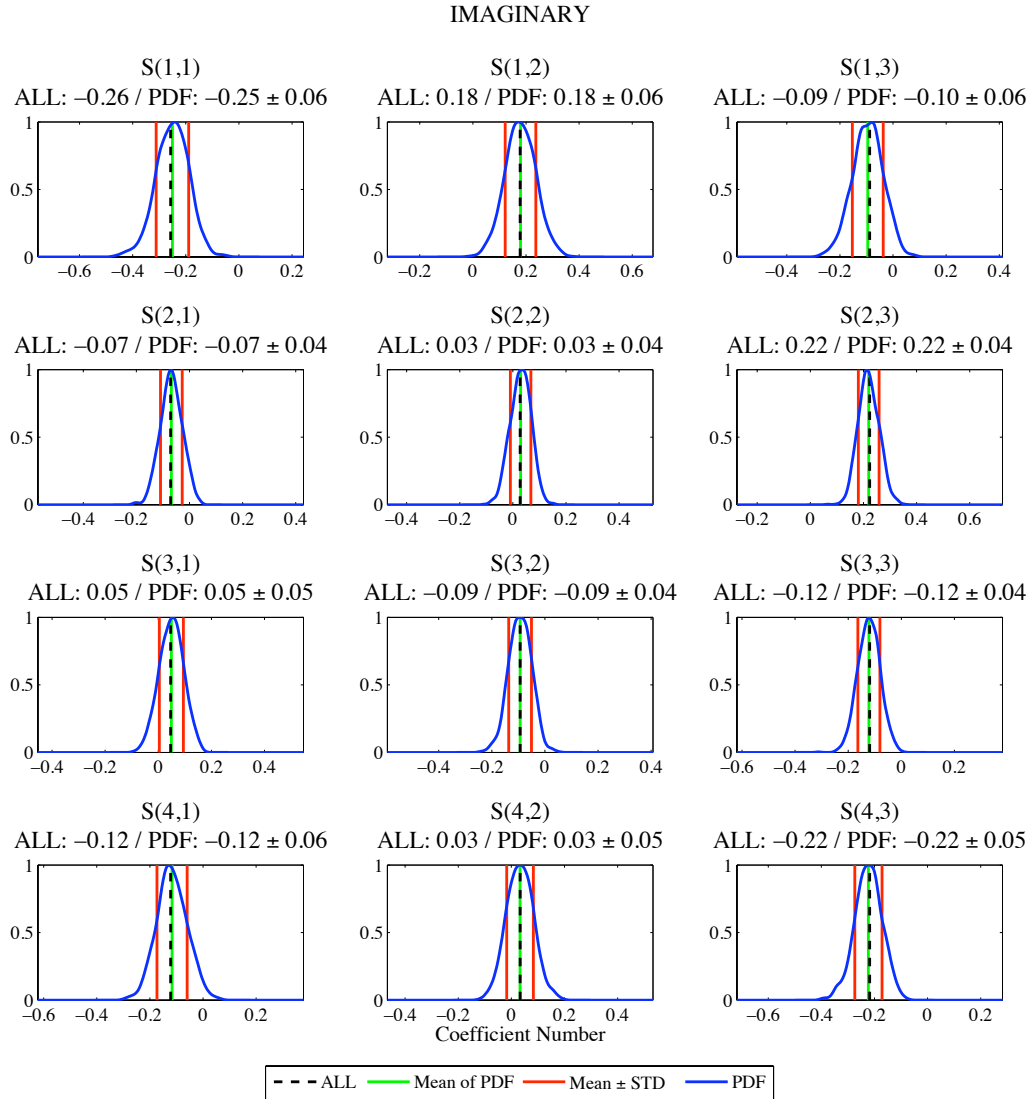 IMAGINARY
S(1,1)
ALL: −0.26 / PDF: −0.25 ± 0.06
S(1,2)
ALL: 0.18 / PDF: 0.18 ± 0.06
S(1,3)
ALL: −0.09 / PDF: −0.10 ± 0.06
1
0.5
0
−0.6 −0.4 −0.2 0 0.2
1
0.5
0
0 0.2 0.4 0.6
1
0.5
0
−0.4 −0.2 0 0.2 0.4
S(2,1)
ALL: −0.07 / PDF: −0.07 ± 0.04
S(2,2)
ALL: 0.03 / PDF: 0.03 ± 0.04
S(2,3)
ALL: 0.22 / PDF: 0.22 ± 0.04
1
0.5
0
−0.4 −0.2 0 0.2 0.4
1
0.5
0
−0.4 −0.2 0 0.2 0.4
1
0.5
0
−0.2 0 0.2 0.4 0.6
S(3,1)
ALL: 0.05 / PDF: 0.05 ± 0.05
S(3,2)
ALL: −0.09 / PDF: −0.09 ± 0.04
S(3,3)
ALL: −0.12 / PDF: −0.12 ± 0.04
1
0.5
0
−0.4 −0.2 0 0.2 0.4
1
0.5
0
−0.4 −0.2 0 0.2 0.4
1
0.5
0
−0.6 −0.4 −0.2 0 0.2
S(4,1)
ALL: −0.12 / PDF: −0.12 ± 0.06
S(4,2)
ALL: 0.03 / PDF: 0.03 ± 0.05
S(4,3)
ALL: −0.22 / PDF: −0.22 ± 0.05
1
0.5
0
−0.6 −0.4 −0.2 0 0.2
1
0.5
0
−0.4 −0.2 0 0.2 0.4
1
0.5
0
−0.6 −0.4 −0.2 0 0.2
Coefficient Number
ALL Mean of PDF Mean ± STD PDF